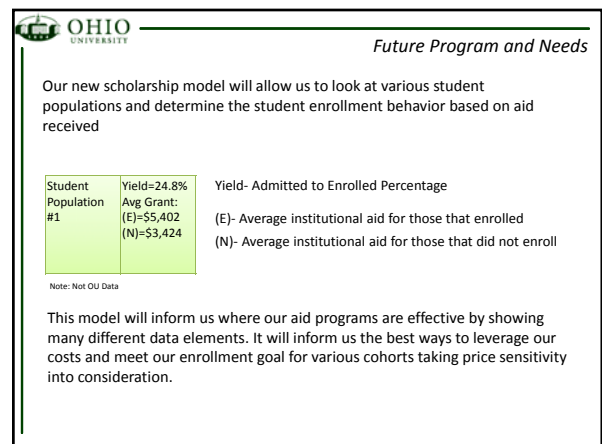 OHIO
UNIVERSITY
Future Program and Needs
Our new scholarship model will allow us to look at various student
populations and determine the student enrollment behavior based on aid
received
Student
Population
#1
Yield=24.8%
Avg Grant:
(E)=$5,402
(N)=$3,424
Yield- Admitted to Enrolled Percentage
(E)- Average institutional aid for those that enrolled
(N)- Average institutional aid for those that did not enroll
Note: Not OU Data
This model will inform us where our aid programs are effective by showing
many different data elements. It will inform us the best ways to leverage our
costs and meet our enrollment goal for various cohorts taking price sensitivity
into consideration.